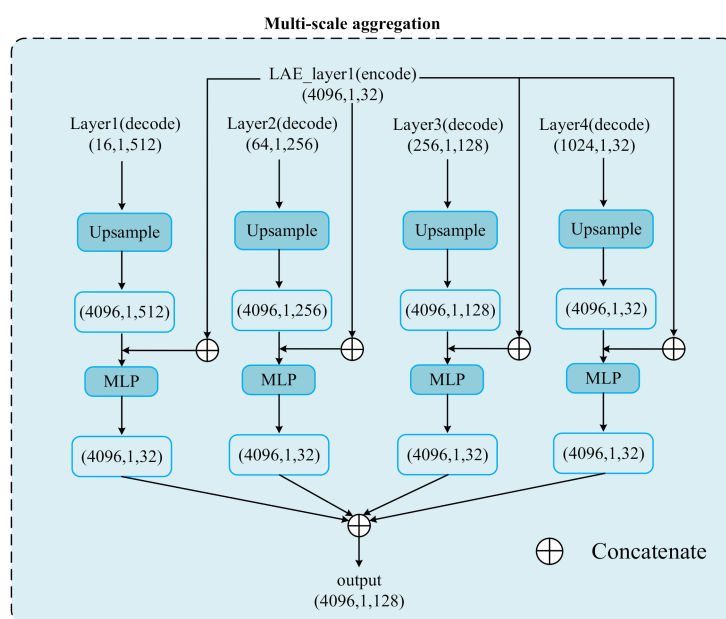 Multi-scale aggregation
LAE_layer1(encode)
(4096,1,32)
Layer1(decode)
(16,1,512)
Layer2(decode)
(64,1,256)
Layer3(decode)
(256,1,128)
Layer4(decode)
(1024,1,32)
Upsample
Upsample
Upsample
Upsample
(4096,1,512)
(4096,1,256)
(4096,1,128)
(4096,1,32)
MLP
MLP
MLP
MLP
(4096,1,32)
(4096,1,32)
(4096,1,32)
(4096,1,32)
Concatenate
output
(4096,1,128)